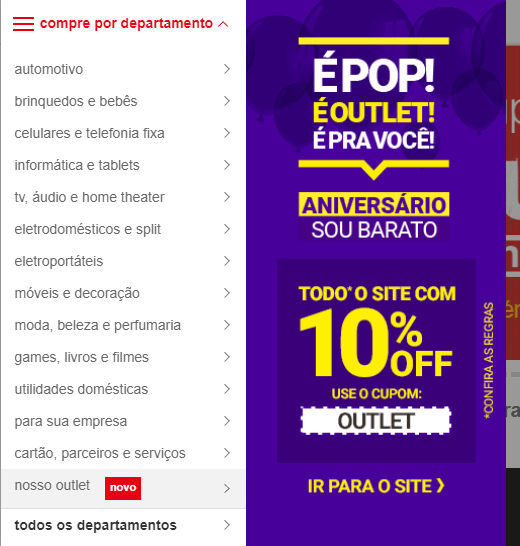 compre por departamento
automotivo
brinquedos e bebês
celulares e telefonia fixa
informática e tablets
tv, áudio e home theater
eletrodomésticos e split
eletroportáteis
móveis e decoração
moda, beleza e perfumaria
games, livros e filmes
utilidades domésticas
para sua empresa
cartão, parceiros e serviços
nosso outlet novo
todos os departamentos
É POP!
É OUTLET!
É PRA VOCÊ!
ANIVERSÁRIO
SOU BARATO
TODO* O SITE COM
10% OFF
USE O CUPOM:
OUTLET
*CONFIRA AS REGRAS
IR PARA O SITE ❯